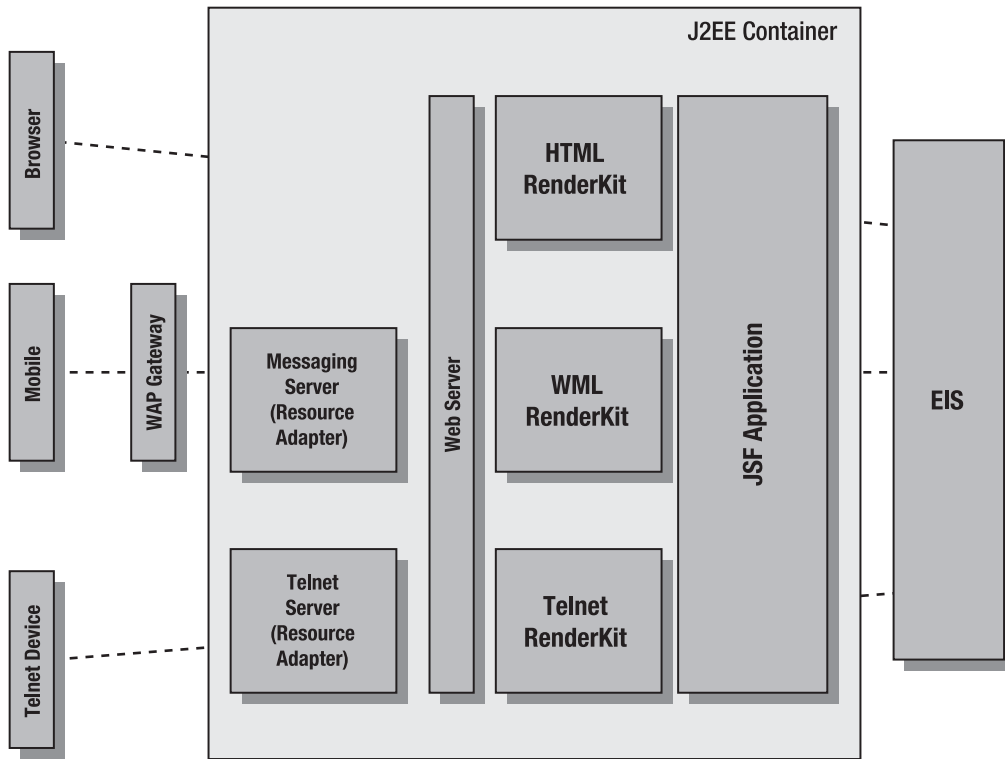 J2EE Container
Browser
HTML
RenderKit
Mobile
WAP Gateway
Messaging
Server
(Resource
Adapter)
Web Server
WML
RenderKit
JSF Application
EIS
Telnet Device
Telnet
Server
(Resource
Adapter)
Telnet
RenderKit